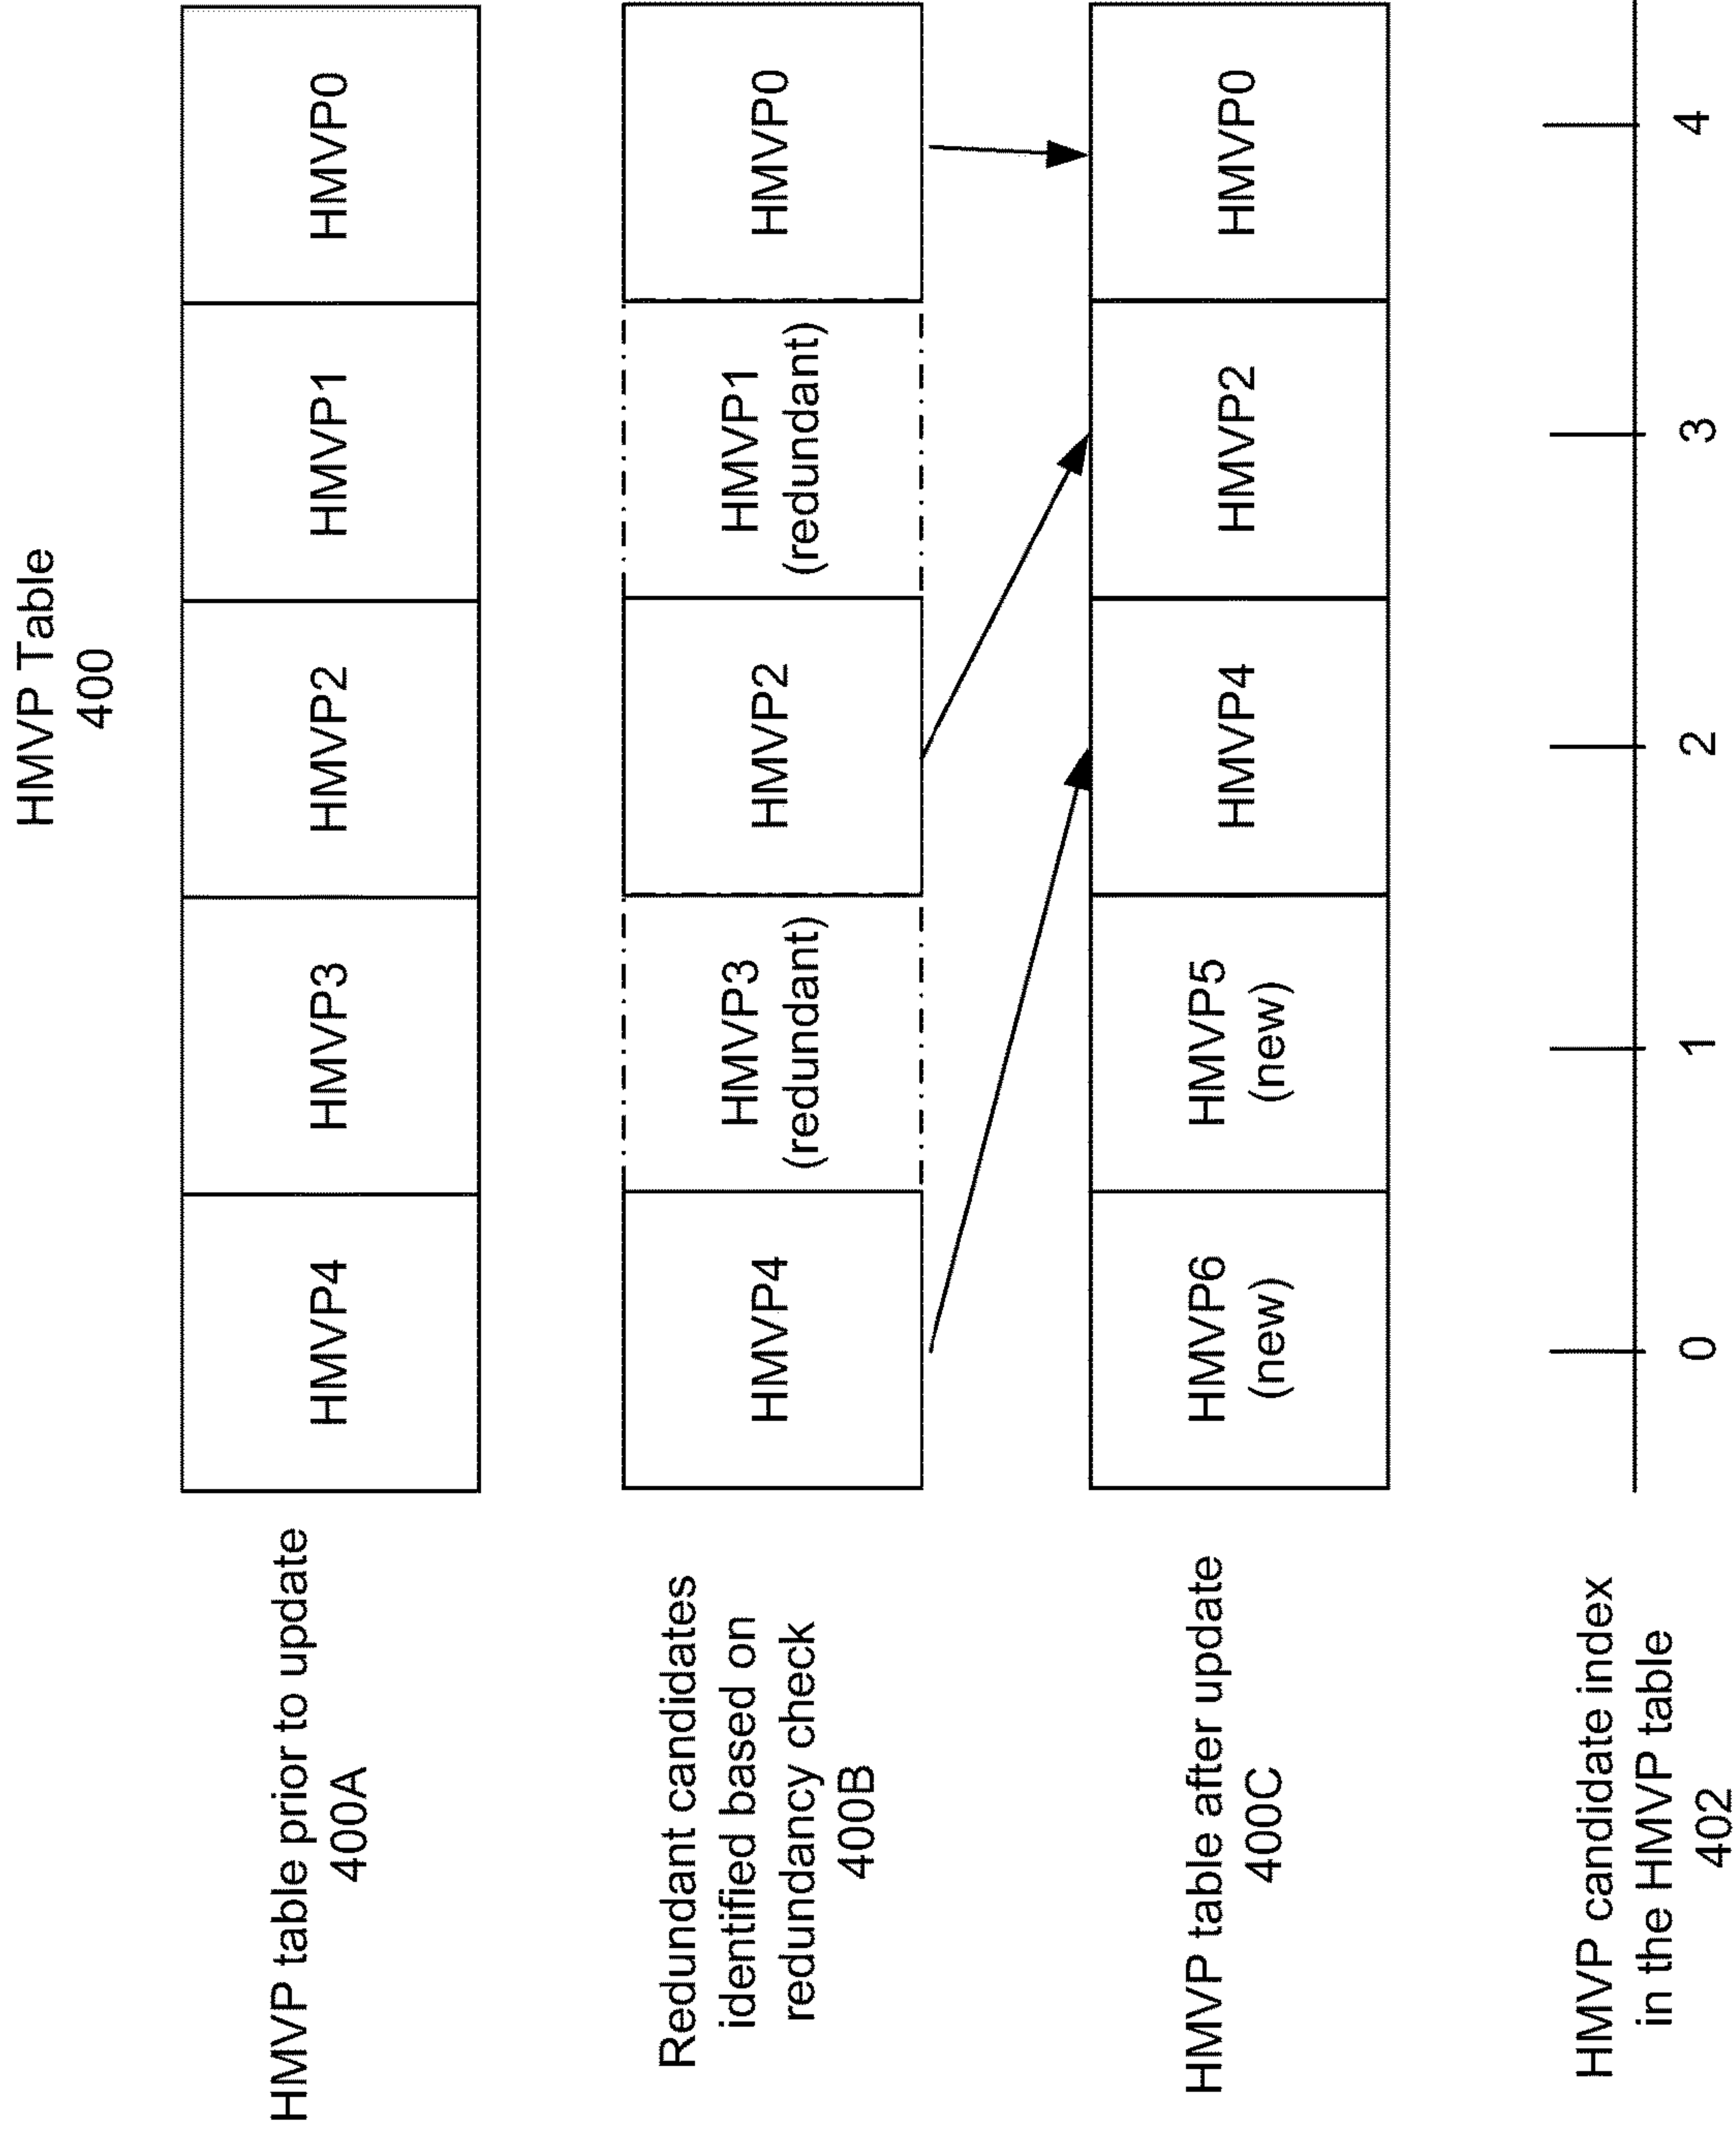 HMVP Table
400
HMVP table prior to update
400A
HMVP4
HMVP3
HMVP2
HMVP1
HMVP0
Redundant candidates
identified based on
redundancy check
400B
HMVP4
HMVP3
(redundant)
HMVP2
HMVP1
(redundant)
HMVP0
HMVP table after update
400C
HMVP6
(new)
HMVP5
(new)
HMVP4
HMVP2
HMVP0
HMVP candidate index
in the HMVP table
402
0
1
2
3
4